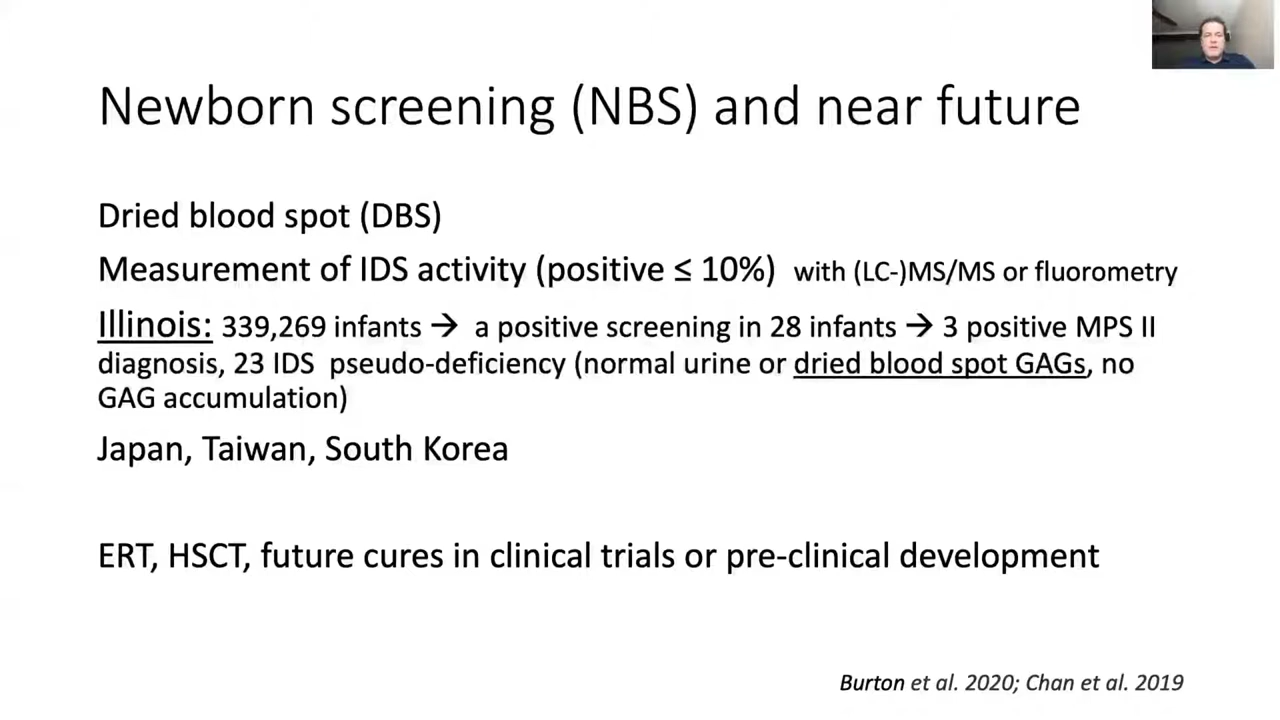 Newborn screening (NBS) and near future
Dried blood spot (DBS)
Measurement of IDS activity (positive ≤ 10%) with (LC-)MS/MS or fluorometry
Illinois: 339,269 infants → a positive screening in 28 infants → 3 positive MPS II
diagnosis, 23 IDS pseudo-deficiency (normal urine or dried blood spot GAGs, no
GAG accumulation)
Japan, Taiwan, South Korea
ERT, HSCT, future cures in clinical trials or pre-clinical development
Burton et al. 2020; Chan et al. 2019